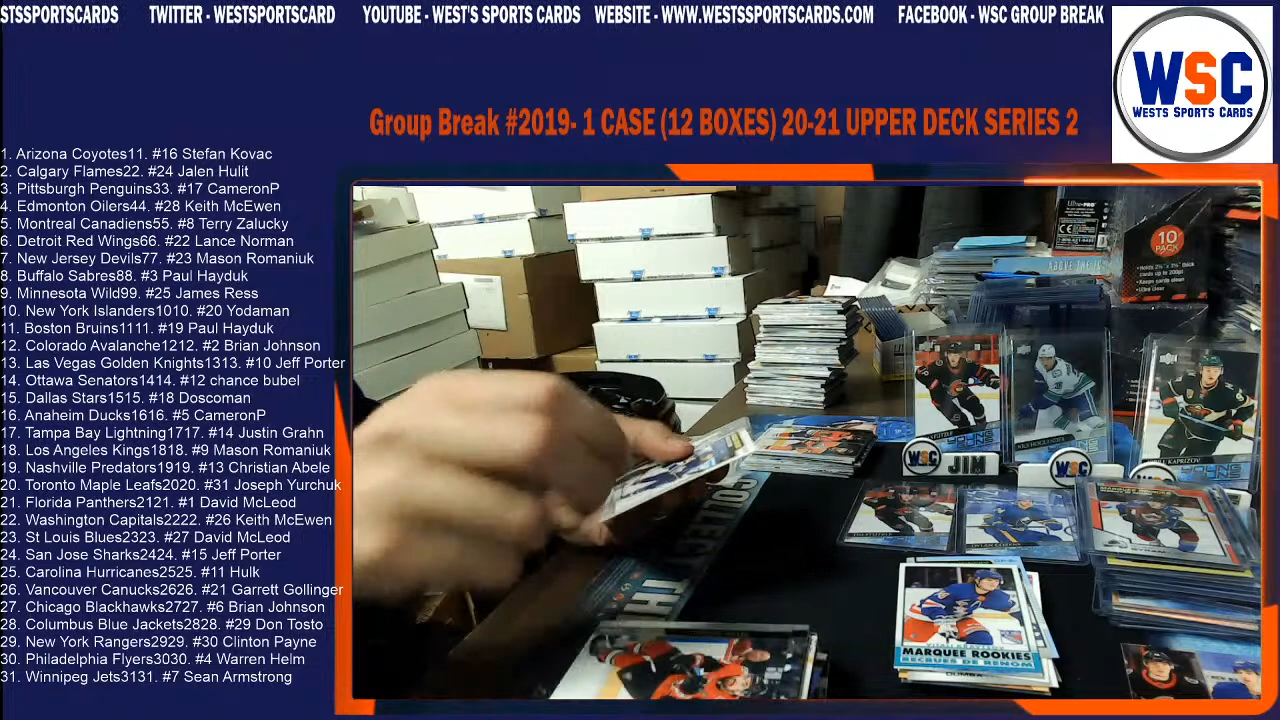 STSSPORTSCARDS TWITTER - WESTSPORTSCARD YOUTUBE - WEST'S SPORTS CARDS WEBSITE - WWW.WESTSSPORTSCARDS.COM FACEBOOK - WSC GROUP BREAK
WSC
WESTS SPORTS CARDS
Group Break #2019- 1 CASE (12 BOXES) 20-21 UPPER DECK SERIES 2
1. Arizona Coyotes11. #16 Stefan Kovac
2. Calgary Flames22. #24 Jalen Hulit
3. Pittsburgh Penguins33. #17 CameronP
4. Edmonton Oilers44. #28 Keith McEwen
5. Montreal Canadiens55. #8 Terry Zalucky
6. Detroit Red Wings66. #22 Lance Norman
7. New Jersey Devils77. #23 Mason Romaniuk
8. Buffalo Sabres88. #3 Paul Hayduk
9. Minnesota Wild99. #25 James Ress
10. New York Islanders1010. #20 Yodaman
11. Boston Bruins1111. #19 Paul Hayduk
12. Colorado Avalanche1212. #2 Brian Johnson
13. Las Vegas Golden Knights1313. #10 Jeff Porter
14. Ottawa Senators1414. #12 chance bubel
15. Dallas Stars1515. #18 Doscoman
16. Anaheim Ducks1616. #5 CameronP
17. Tampa Bay Lightning1717. #14 Justin Grahn
18. Los Angeles Kings1818. #9 Mason Romaniuk
19. Nashville Predators1919. #13 Christian Abele
20. Toronto Maple Leafs2020. #31 Joseph Yurchuk
21. Florida Panthers2121. #1 David McLeod
22. Washington Capitals2222. #26 Keith McEwen
23. St Louis Blues2323. #27 David McLeod
24. San Jose Sharks2424. #15 Jeff Porter
25. Carolina Hurricanes2525. #11 Hulk
26. Vancouver Canucks2626. #21 Garrett Gollinger
27. Chicago Blackhawks2727. #6 Brian Johnson
28. Columbus Blue Jackets2828. #29 Don Tosto
29. New York Rangers2929. #30 Clinton Payne
30. Philadelphia Flyers3030. #4 Warren Helm
31. Winnipeg Jets3131. #7 Sean Armstrong
10
PACK
WSC JIM
WSC
MARQUEE ROOKIES
RECRUES DE RENOM